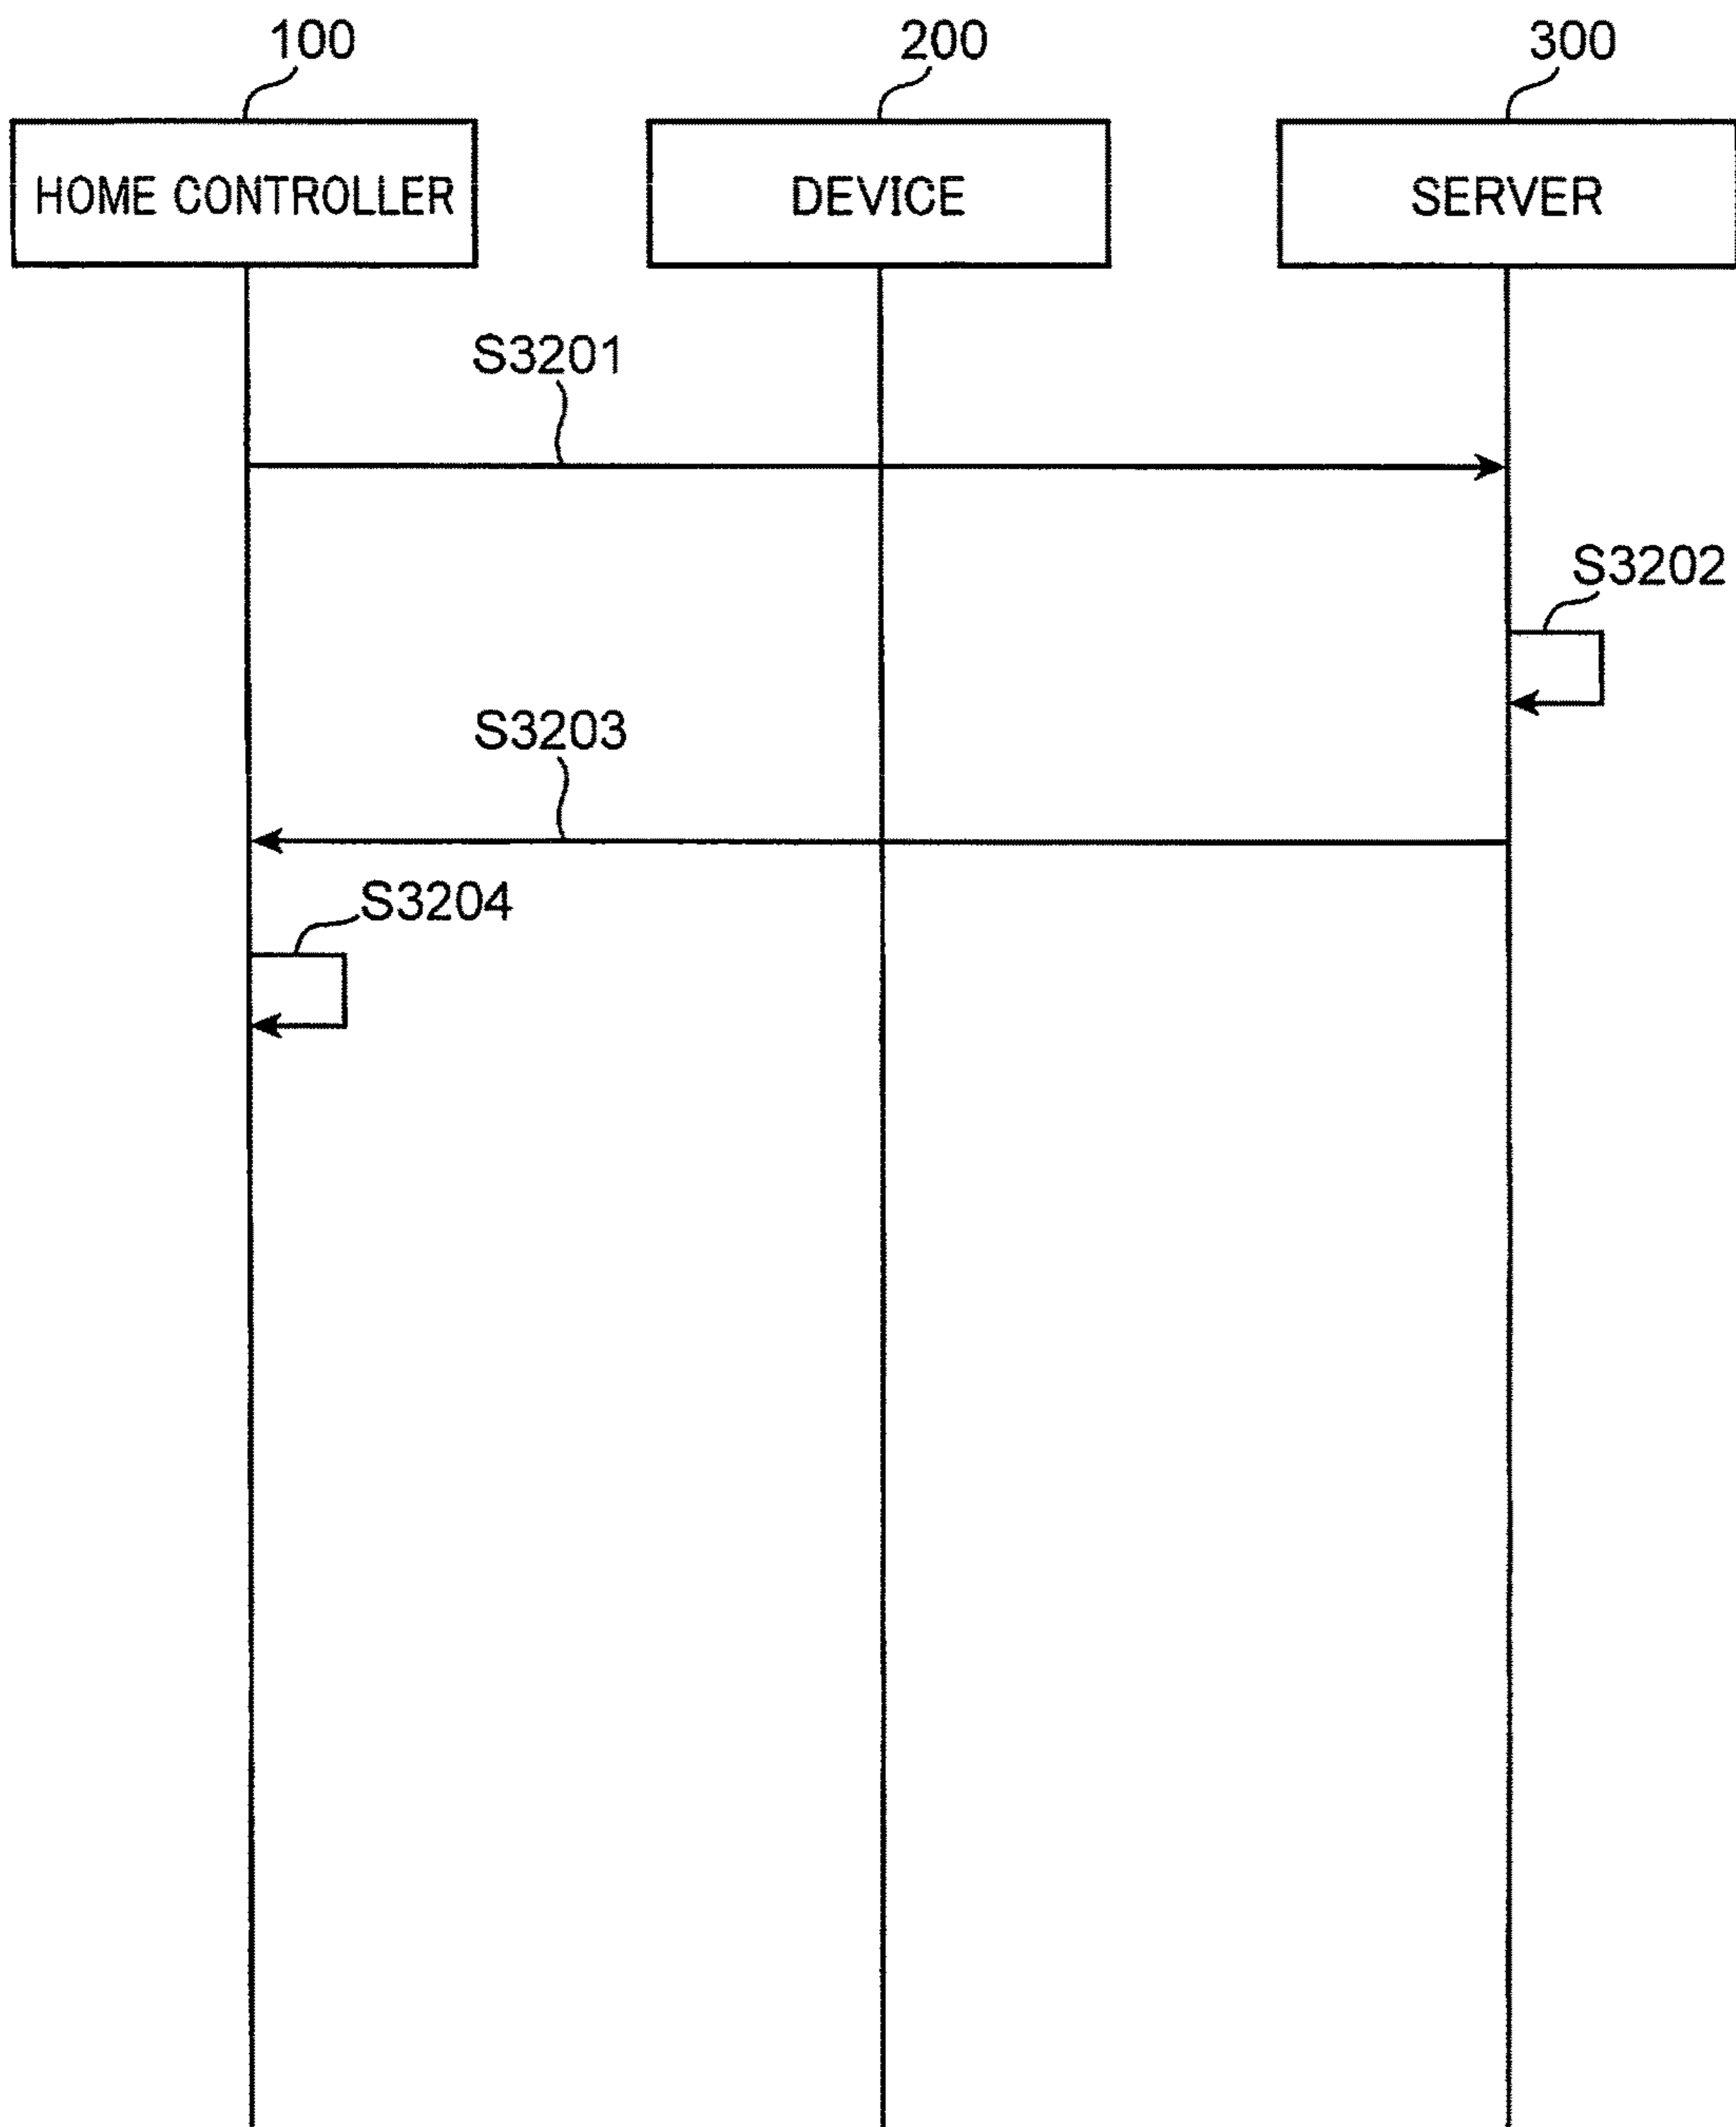 100
200
300
HOME CONTROLLER
DEVICE
SERVER
S3201
S3202
S3203
S3204